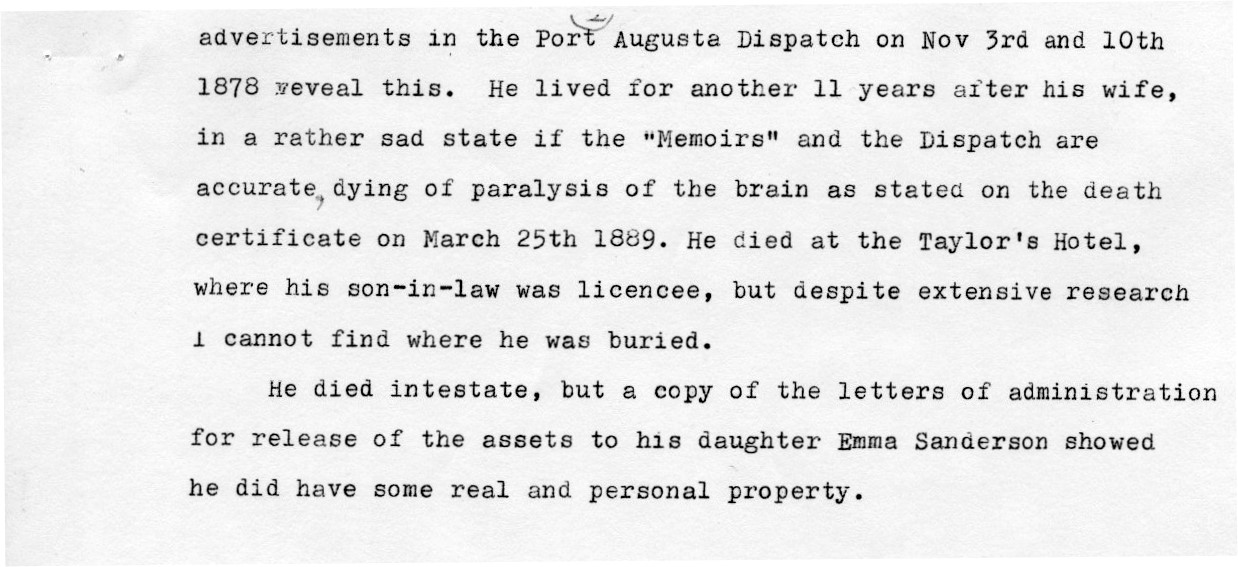 advertisements in the Port Augusta Dispatch on Nov 3rd and 10th
1878 reveal this. He lived for another 11 years after his wife,
in a rather sad state if the "Memoirs" and the Dispatch are
accurate, dying of paralysis of the brain as stated on the death
certificate on March 25th 1889. He died at the Taylor's Hotel,
where his son-in-law was licencee, but despite extensive research
I cannot find where he was buried.
He died intestate, but a copy of the letters of administration
for release of the assets to his daughter Emma Sanderson showed
he did have some real and personal property.